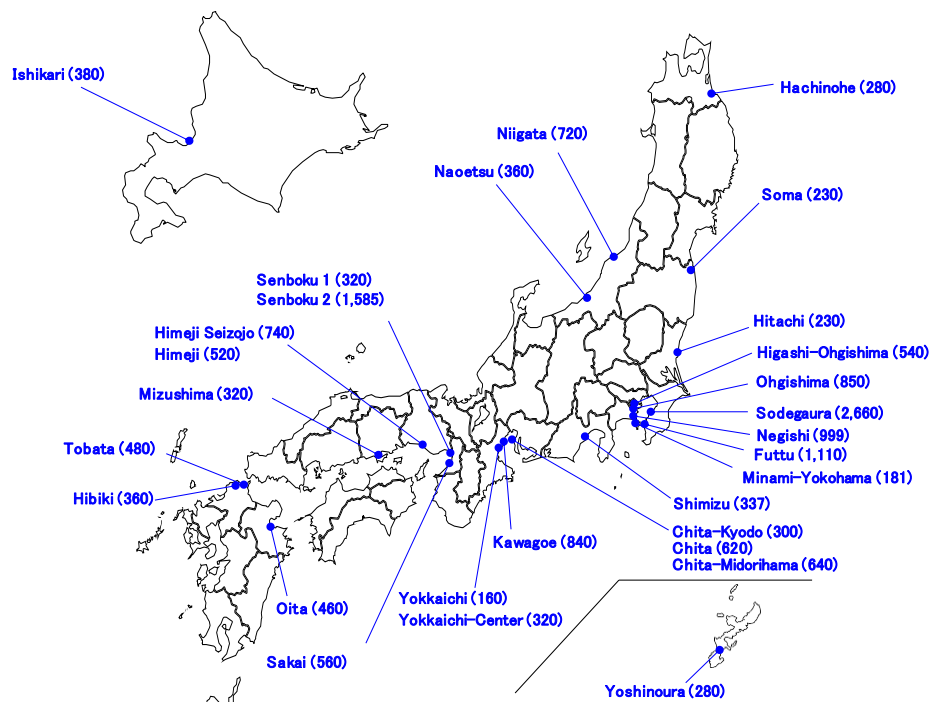 Ishikari (380)
Hachinohe (280)
Niigata (720)
Naoetsu (360)
Soma (230)
Senboku 1 (320)
Senboku 2 (1,585)
Himeji Seizojo (740)
Himeji (520)
Hitachi (230)
Higashi-Ohgishima (540)
Ohgishima (850)
Mizushima (320)
Sodegaura (2,660)
Negishi (999)
Tobata (480)
Futtu (1,110)
Minami-Yokohama (181)
Hibiki (360)
Shimizu (337)
Chita-Kyodo (300)
Chita (620)
Chita-Midorihama (640)
Kawagoe (840)
Yokkaichi (160)
Yokkaichi-Center (320)
Oita (460)
Sakai (560)
Yoshinoura (280)